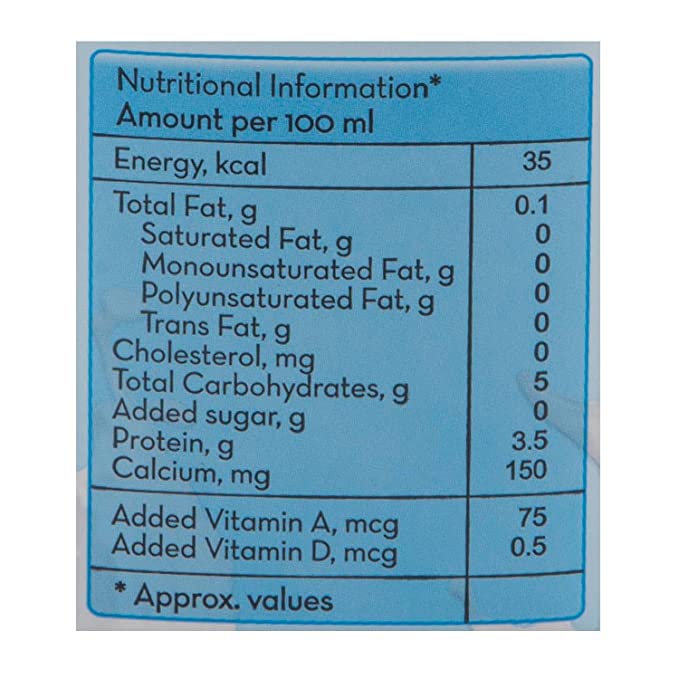 Nutritional Information*
Amount per 100 ml
Energy, kcal 35
Total Fat, g 0.1
Saturated Fat, g 0
Monounsaturated Fat, g 0
Polyunsaturated Fat, g 0
Trans Fat, g 0
Cholesterol, mg 0
Total Carbohydrates, g 5
Added sugar, g 0
Protein, g 3.5
Calcium, mg 150
Added Vitamin A, mcg 75
Added Vitamin D, mcg 0.5
* Approx. values